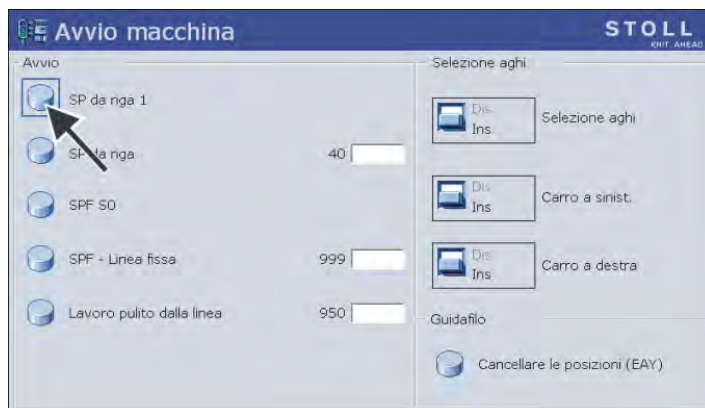 Avvio macchina
STOLL
KNIT AHEAD
Avvio
SP da riga 1
SP da riga 40
SPF S0
SPF - Linea fissa 999
Lavoro pulito dalla linea 950
Selezione aghi
Dis
Ins
Selezione aghi
Dis
Ins
Carro a sinist.
Dis
Ins
Carro a destra
Guidafilo
Cancellare le posizioni (EAY)